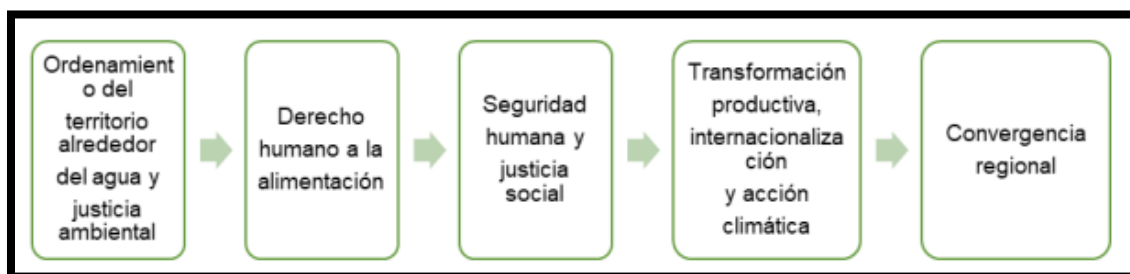 Ordenamient
o del
territorio
alrededor
del agua y
justicia
ambiental
Derecho
humano a la
alimentación
Seguridad
humana y
justicia
social
Transformación
productiva,
internacionaliza
ción
y acción
climática
Convergencia
regional